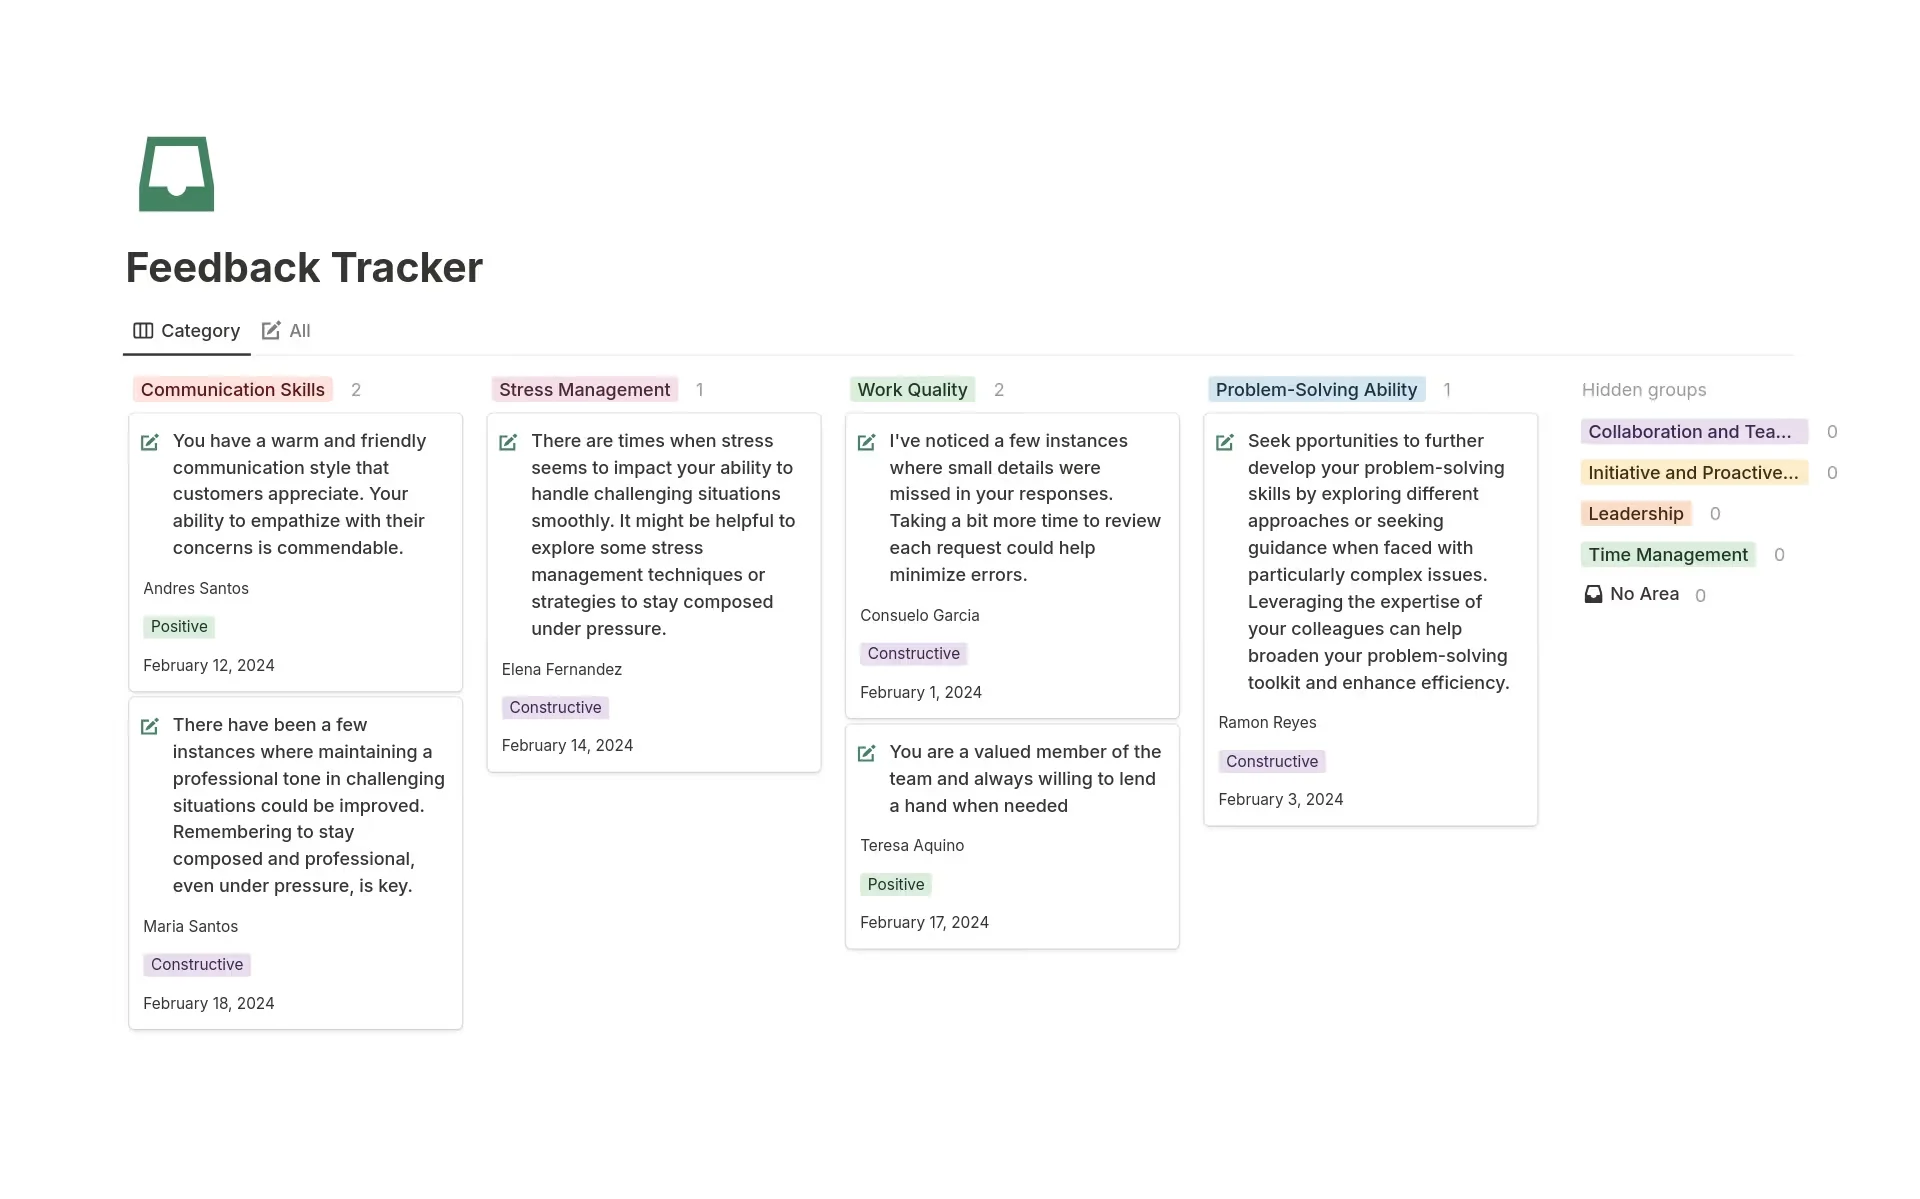 Feedback Tracker
Category
All
Communication Skills 2
You have a warm and friendly
communication style that
customers appreciate. Your
ability to empathize with their
concerns is commendable.
Andres Santos
Positive
February 12, 2024
There have been a few
instances where maintaining a
professional tone in challenging
situations could be improved.
Remembering to stay
composed and professional,
even under pressure, is key.
Maria Santos
Constructive
February 18, 2024
Stress Management 1
There are times when stress
seems to impact your ability to
handle challenging situations
smoothly. It might be helpful to
explore some stress
management techniques or
strategies to stay composed
under pressure.
Elena Fernandez
Constructive
February 14, 2024
Work Quality 2
I've noticed a few instances
where small details were
missed in your responses.
Taking a bit more time to review
each request could help
minimize errors.
Consuelo Garcia
Constructive
February 1, 2024
You are a valued member of the
team and always willing to lend
a hand when needed
Teresa Aquino
Positive
February 17, 2024
Problem-Solving Ability 1
Seek pportunities to further
develop your problem-solving
skills by exploring different
approaches or seeking
guidance when faced with
particularly complex issues.
Leveraging the expertise of
your colleagues can help
broaden your problem-solving
toolkit and enhance efficiency.
Ramon Reyes
Constructive
February 3, 2024
Hidden groups
Collaboration and Tea... 0
Initiative and Proactive... 0
Leadership 0
Time Management 0
No Area 0